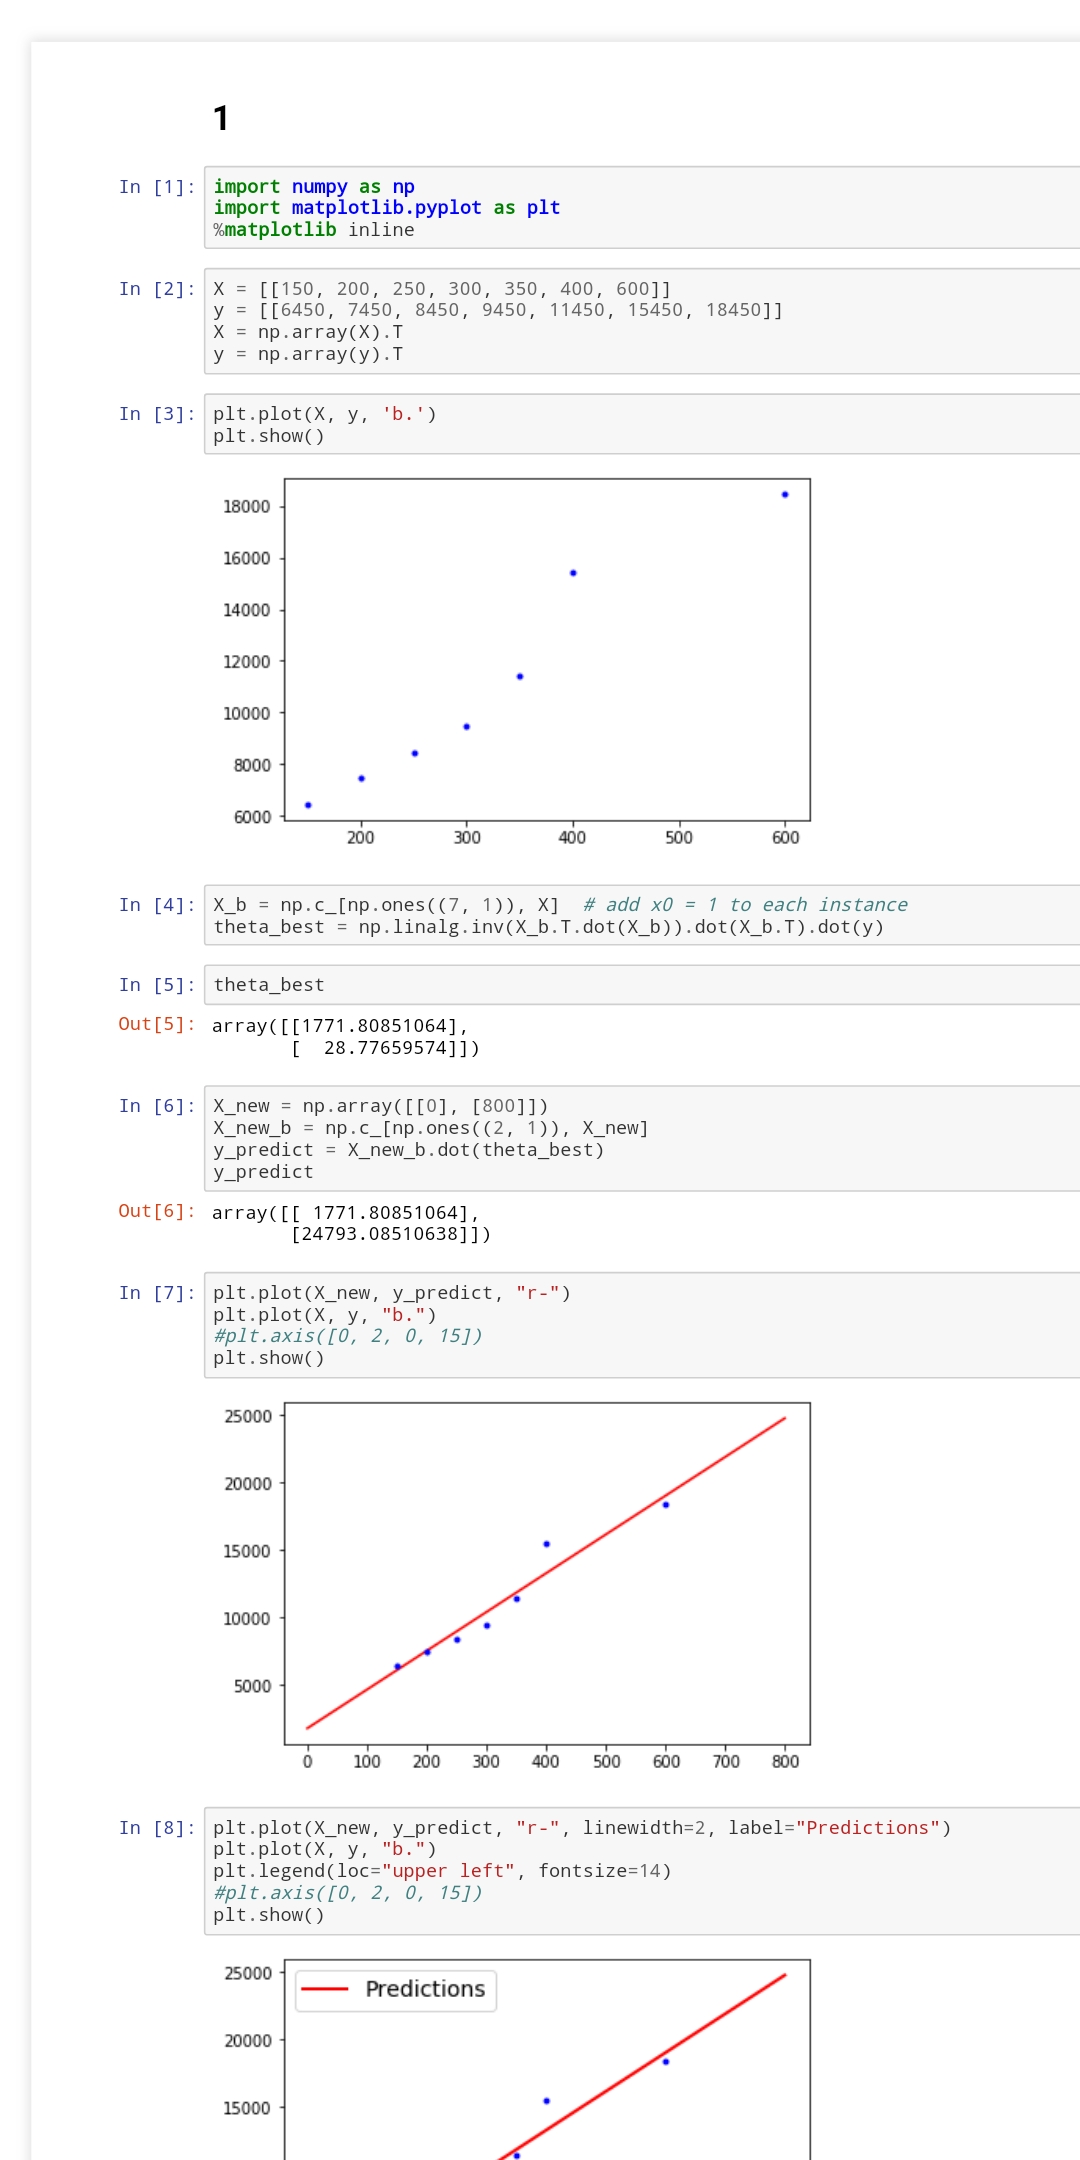 1
In [1]: import numpy as np
import matplotlib.pyplot as plt
%matplotlib inline
In [2]: X = [[150, 200, 250, 300, 350, 400, 600]]
y = [[6450, 7450, 8450, 9450, 11450, 15450, 18450]]
X = np.array(X).T
y = np.array(y).T
In [3]: plt.plot(X, y, 'b.')
plt.show()
18000
16000
14000
12000
10000
8000
6000
200 300 400 500 600
In [4]: X_b = np.c_[np.ones((7, 1)), X]  # add x0 = 1 to each instance
theta_best = np.linalg.inv(X_b.T.dot(X_b)).dot(X_b.T).dot(y)
In [5]: theta_best
Out[5]: array([[1771.80851064],
[  28.77659574]])
In [6]: X_new = np.array([[0], [800]])
X_new_b = np.c_[np.ones((2, 1)), X_new]
y_predict = X_new_b.dot(theta_best)
y_predict
Out[6]: array([[ 1771.80851064],
[24793.08510638]])
In [7]: plt.plot(X_new, y_predict, "r-")
plt.plot(X, y, "b.")
#plt.axis([0, 2, 0, 15])
plt.show()
25000
20000
15000
10000
5000
0 100 200 300 400 500 600 700 800
In [8]: plt.plot(X_new, y_predict, "r-", linewidth=2, label="Predictions")
plt.plot(X, y, "b.")
plt.legend(loc="upper left", fontsize=14)
#plt.axis([0, 2, 0, 15])
plt.show()
25000
Predictions
20000
15000